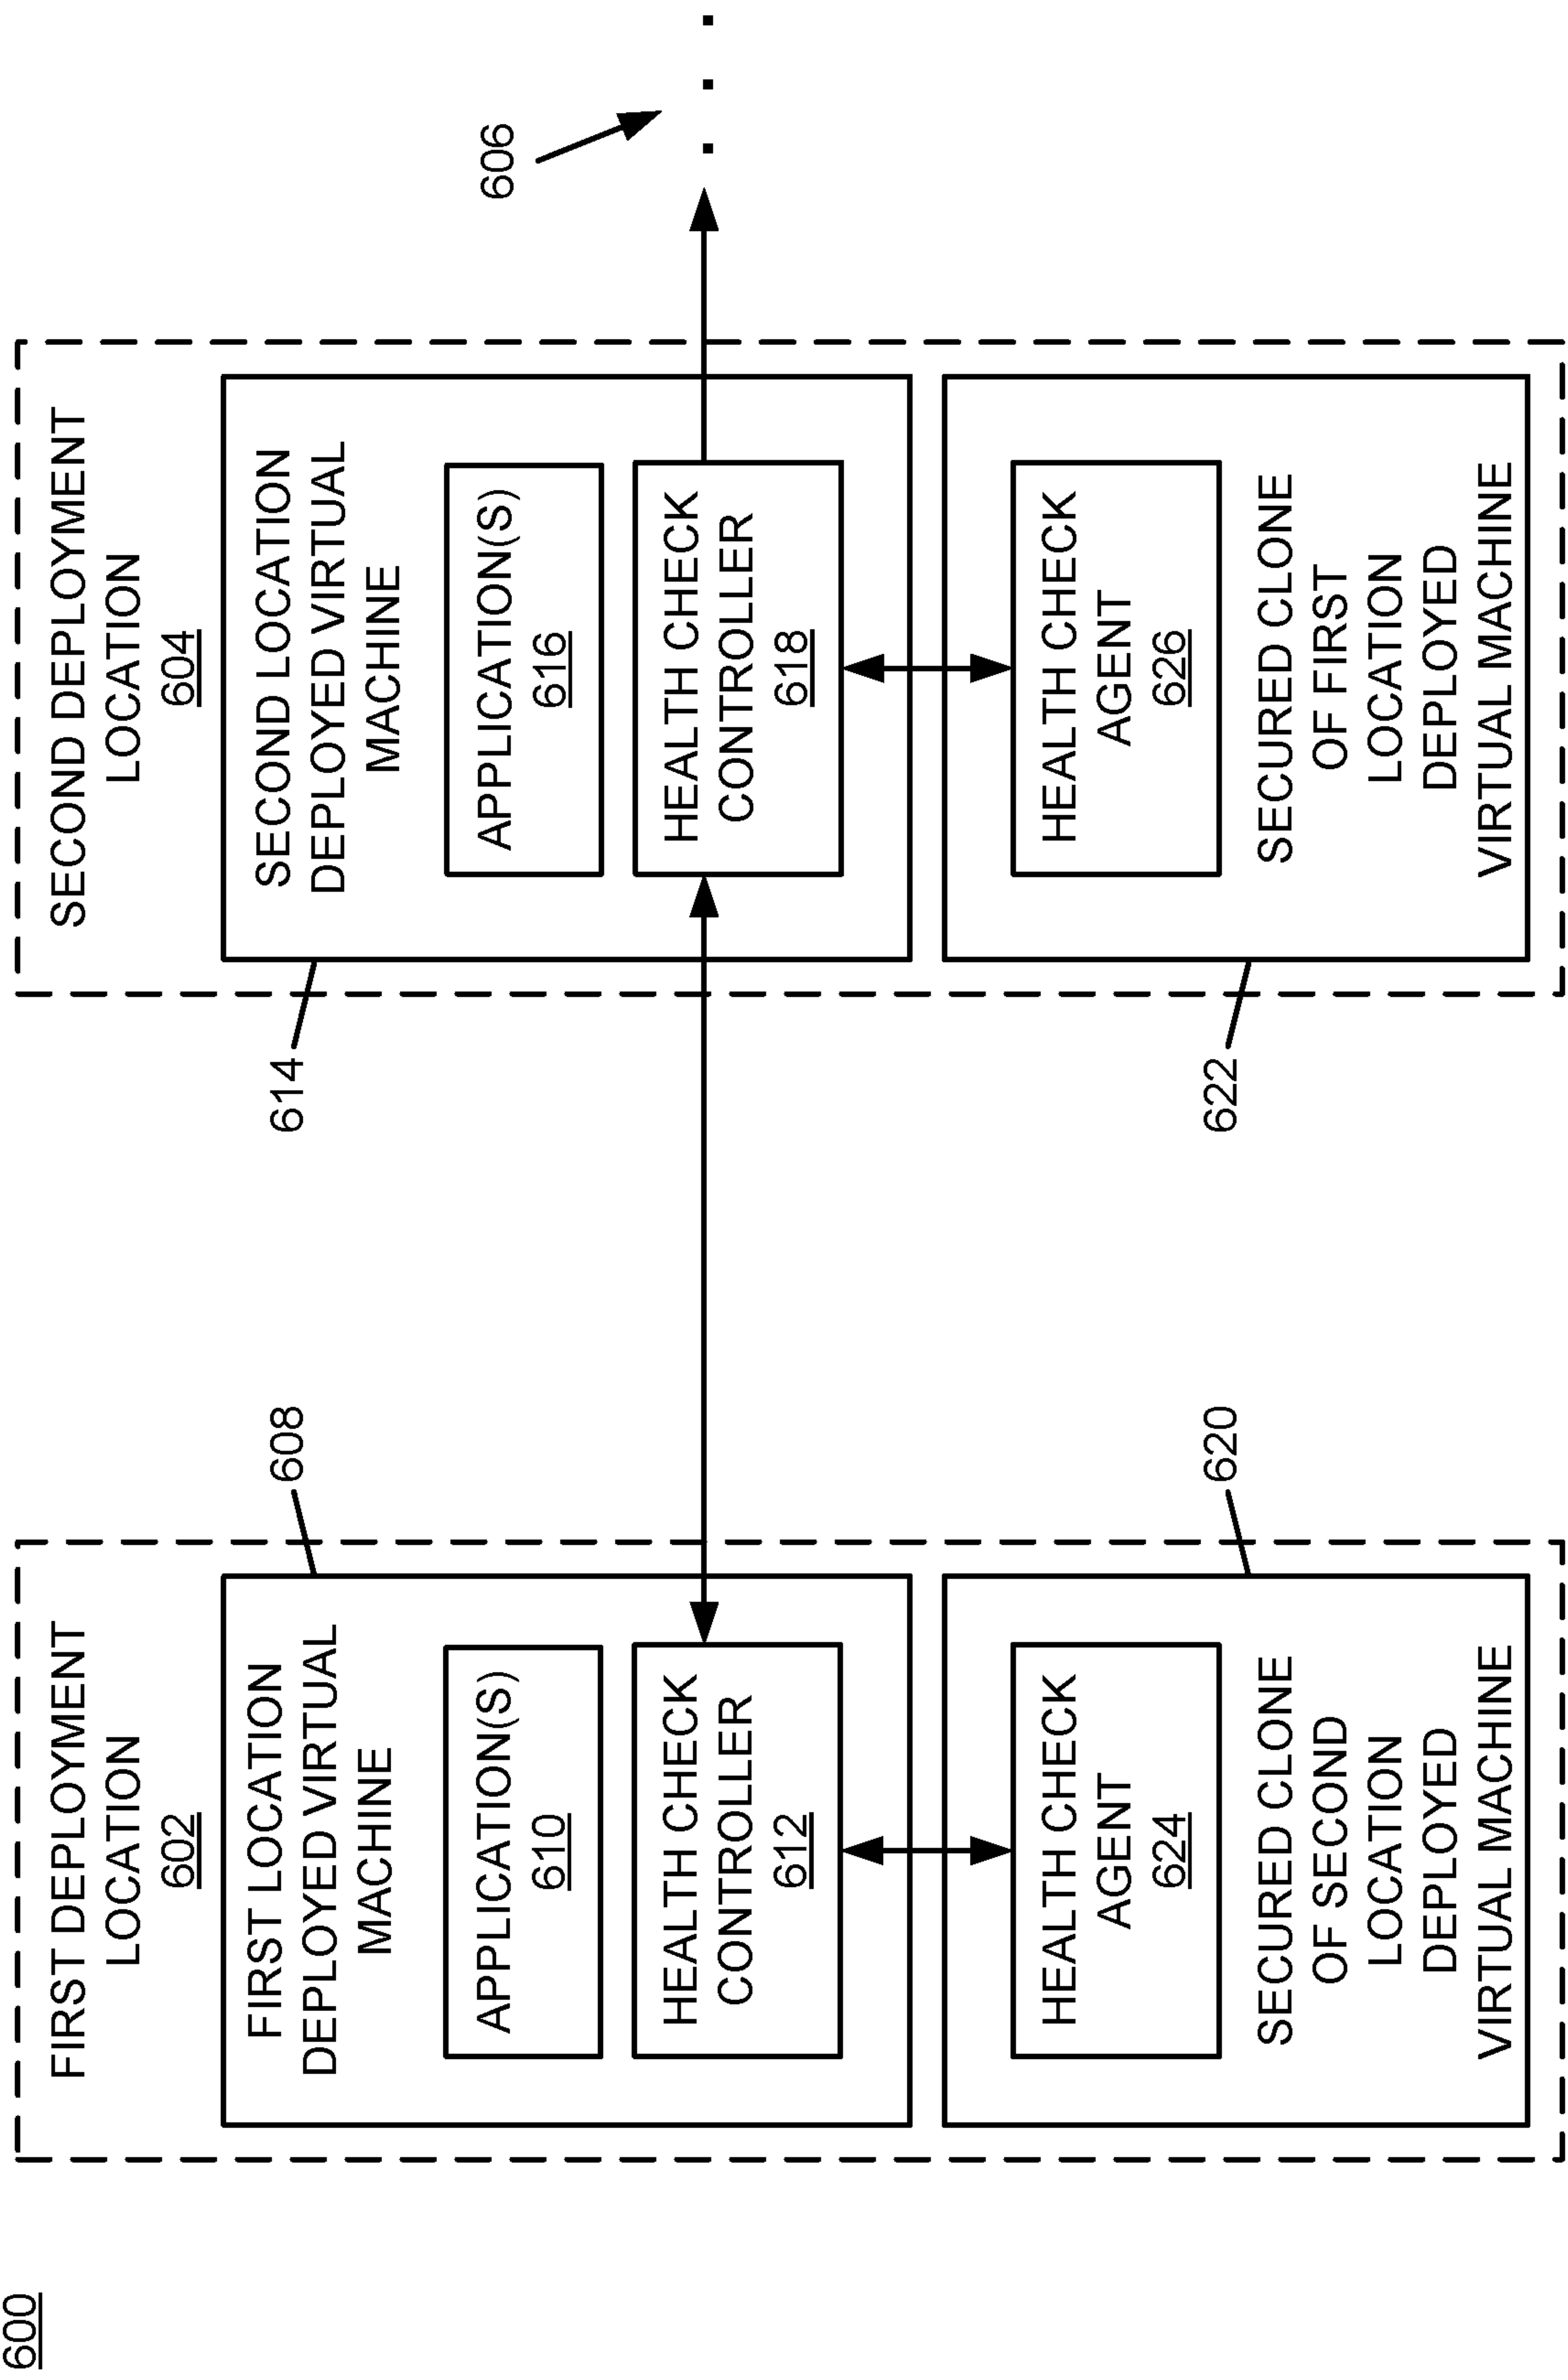 600
FIRST DEPLOYMENT
LOCATION
602
FIRST LOCATION
DEPLOYED VIRTUAL
MACHINE
608
APPLICATION(S)
610
HEALTH CHECK
CONTROLLER
612
HEALTH CHECK
AGENT
624
SECURED CLONE
OF SECOND
LOCATION
DEPLOYED
VIRTUAL MACHINE
620
SECOND DEPLOYMENT
LOCATION
604
SECOND LOCATION
DEPLOYED VIRTUAL
MACHINE
614
APPLICATION(S)
616
HEALTH CHECK
CONTROLLER
618
HEALTH CHECK
AGENT
626
SECURED CLONE
OF FIRST
LOCATION
DEPLOYED
VIRTUAL MACHINE
622
606